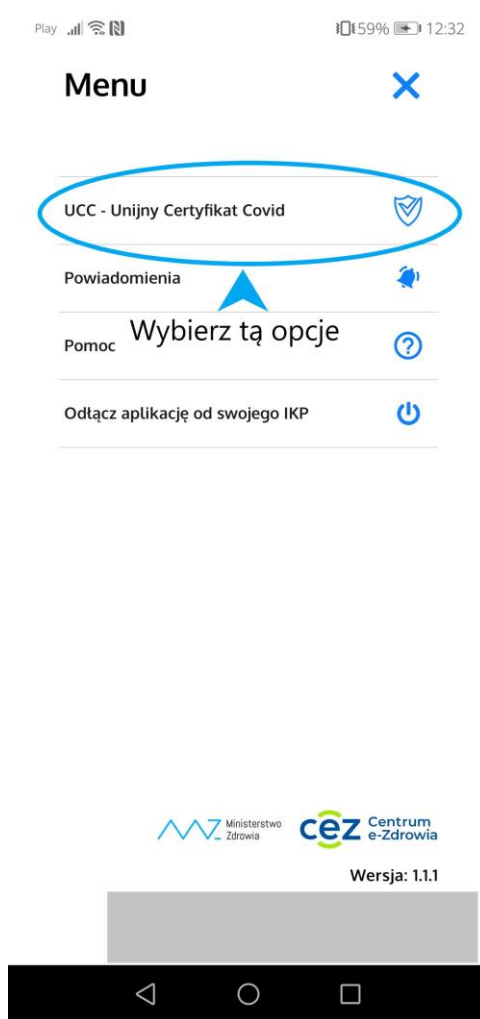 Play 59% 12:32
Menu
UCC - Unijny Certyfikat Covid
Powiadomienia
Wybierz tą opcje
Pomoc
Odłącz aplikację od swojego IKP
Ministerstwo
Zdrowia
cez Centrum
e-Zdrowia
Wersja: 1.1.1